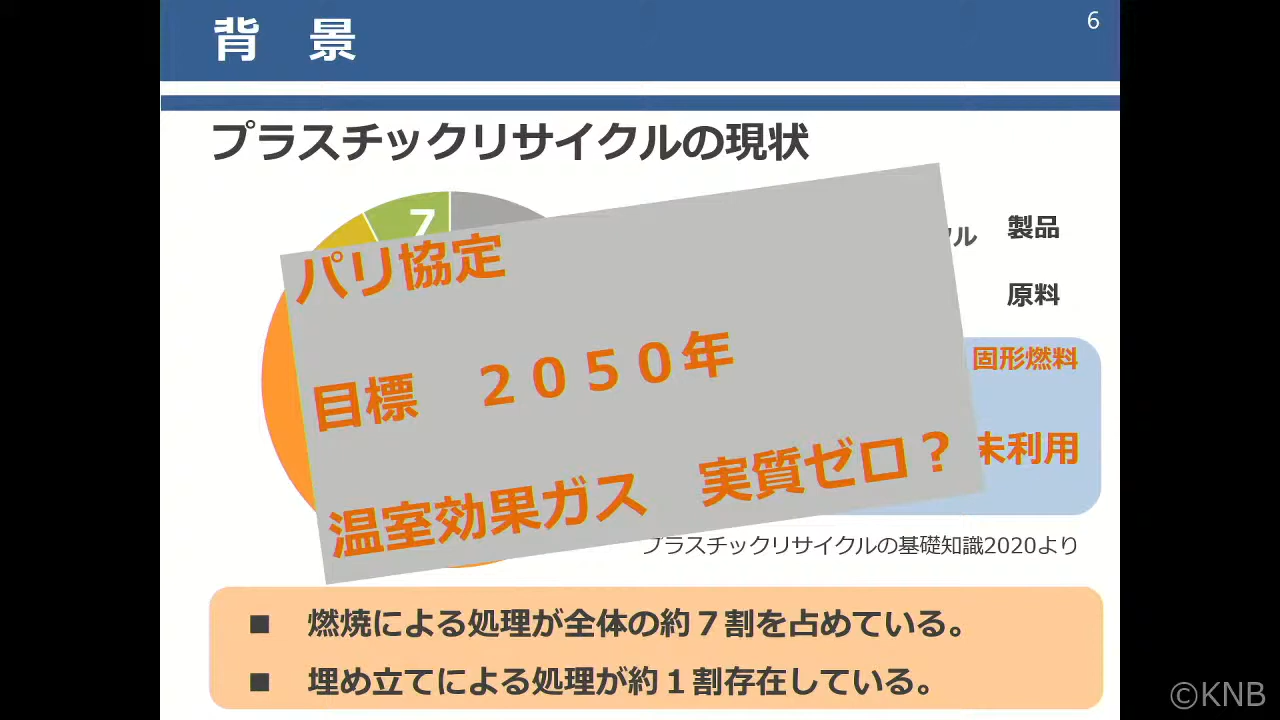 背　景
6
プラスチックリサイクルの現状
7
パリ協定
目標　２０５０年
温室効果ガス　実質ゼロ？
ル　製品
原料
固形燃料
未利用
プラスチックリサイクルの基礎知識2020より
■　燃焼による処理が全体の約７割を占めている。
■　埋め立てによる処理が約１割存在している。
©KNB